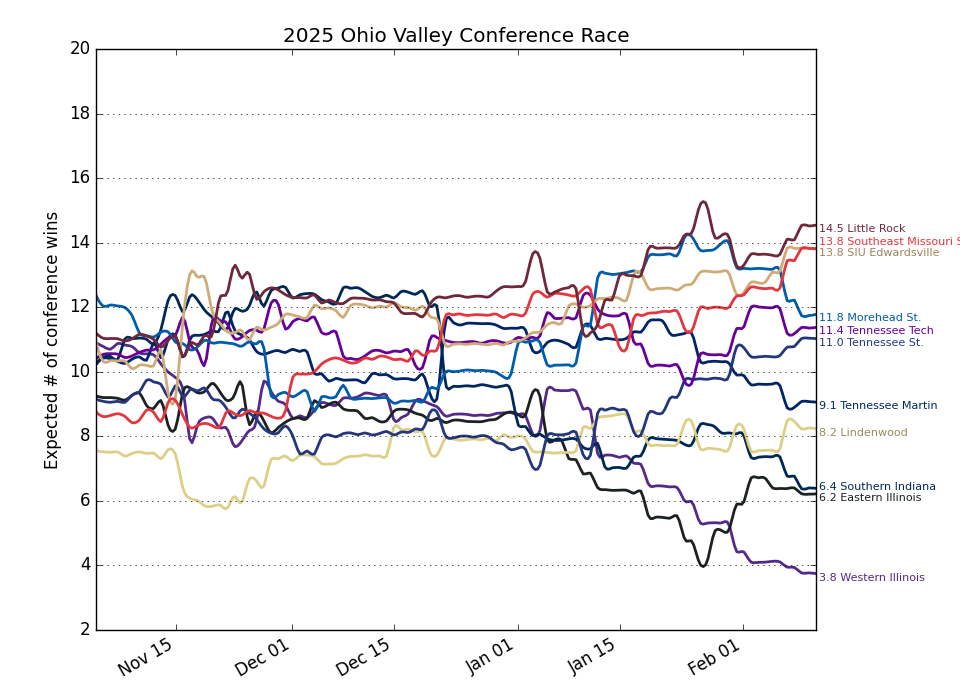 2025 Ohio Valley Conference Race
Expected # of conference wins
20
18
16
14
12
10
8
6
4
2
Nov 15
Dec 01
Dec 15
Jan 01
Jan 15
Feb 01
14.5 Little Rock
13.8 Southeast Missouri S
13.8 SIU Edwardsville
11.8 Morehead St.
11.4 Tennessee Tech
11.0 Tennessee St.
9.1 Tennessee Martin
8.2 Lindenwood
6.4 Southern Indiana
6.2 Eastern Illinois
3.8 Western Illinois